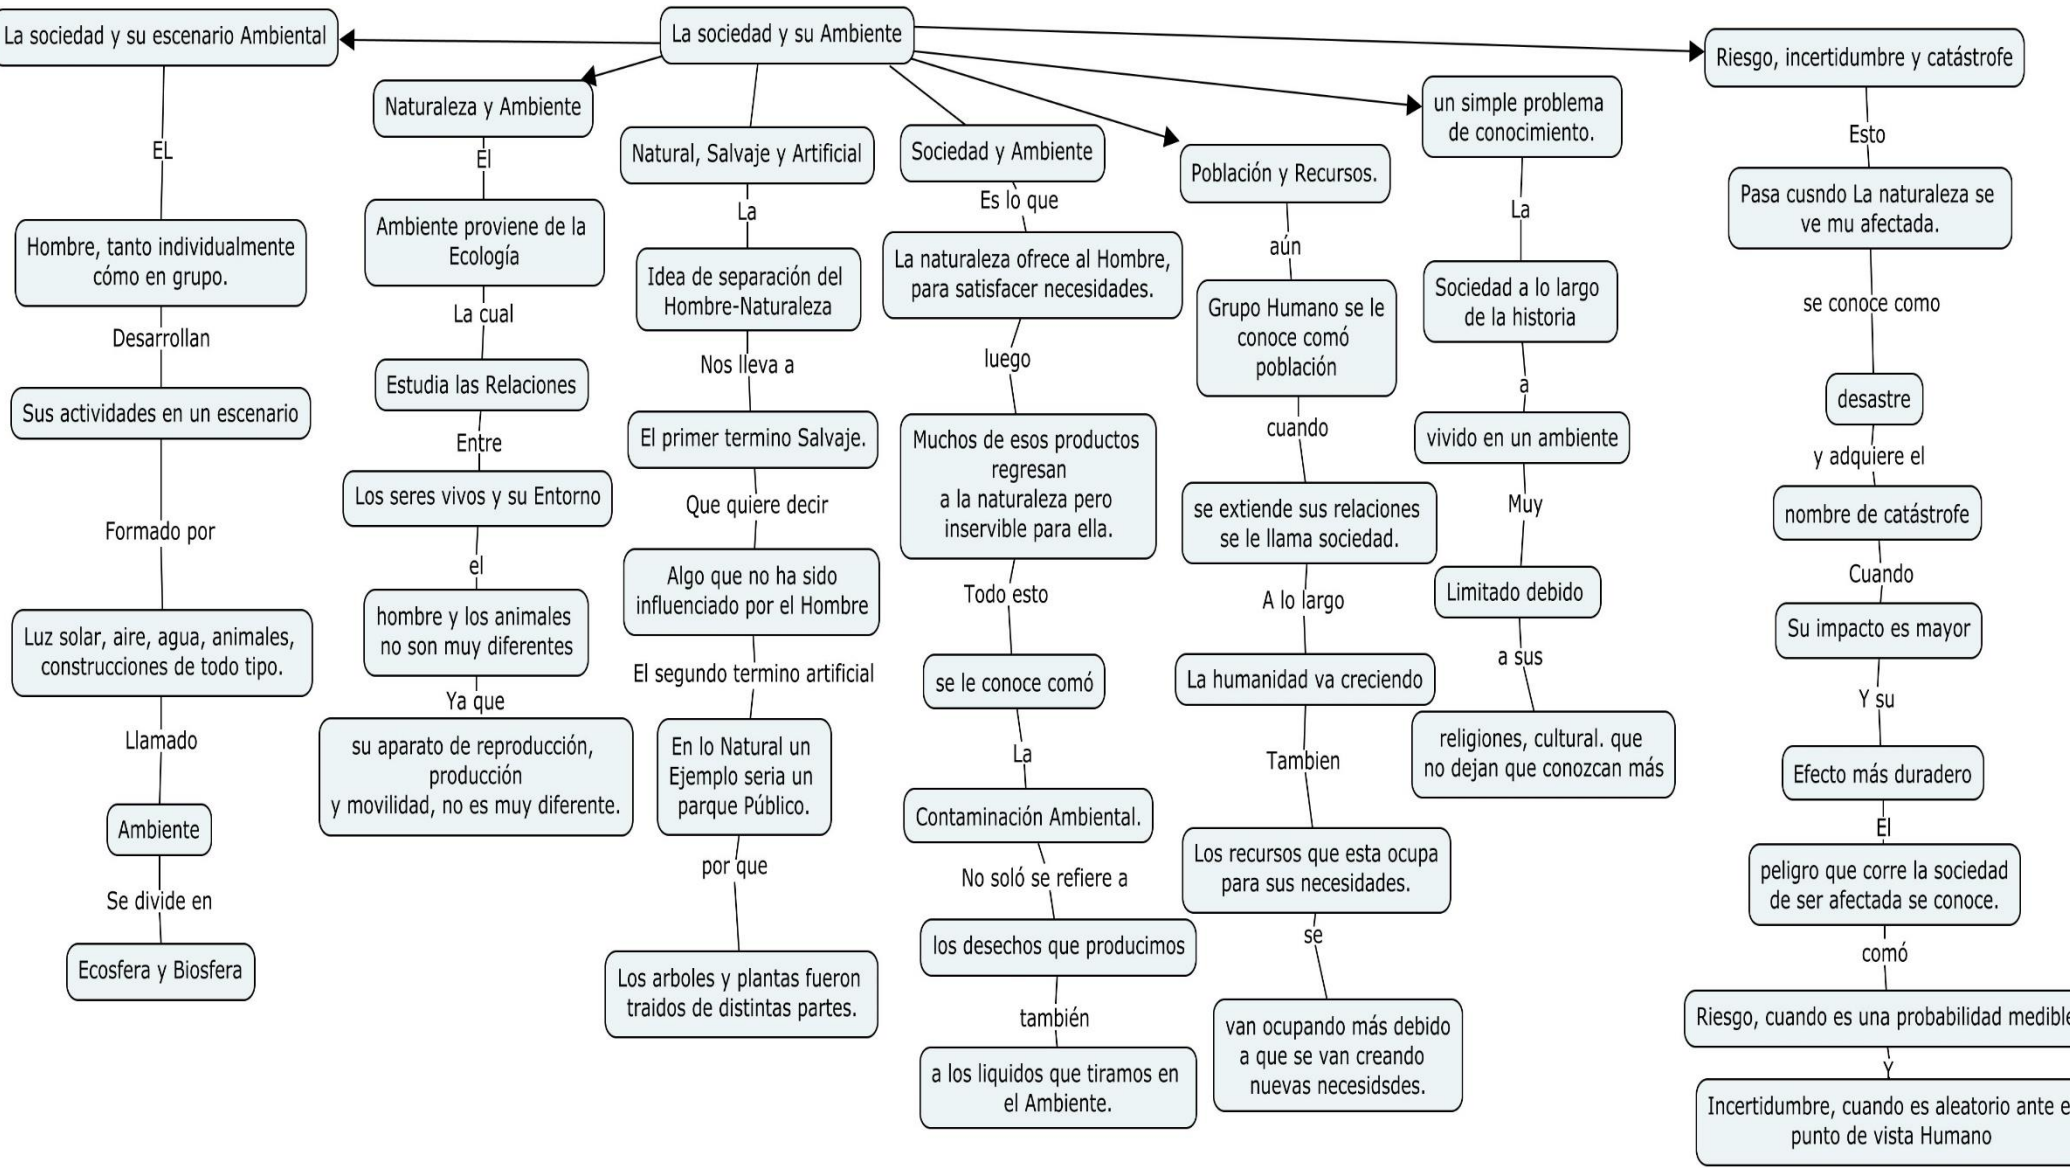 La sociedad y su Ambiente
La sociedad y su escenario Ambiental
EL
Hombre, tanto individualmente
cómo en grupo.
Desarrollan
Sus actividades en un escenario
Formado por
Luz solar, aire, agua, animales,
construcciones de todo tipo.
Llamado
Ambiente
Se divide en
Ecosfera y Biosfera
Naturaleza y Ambiente
El
Ambiente proviene de la
Ecología
La cual
Estudia las Relaciones
Entre
Los seres vivos y su Entorno
el
hombre y los animales
no son muy diferentes
Ya que
su aparato de reproducción,
producción
y movilidad, no es muy diferente.
Natural, Salvaje y Artificial
La
Idea de separación del
Hombre-Naturaleza
Nos lleva a
El primer termino Salvaje.
Que quiere decir
Algo que no ha sido
influenciado por el Hombre
El segundo termino artificial
En lo Natural un
Ejemplo seria un
parque Público.
por que
Los arboles y plantas fueron
traidos de distintas partes.
Sociedad y Ambiente
Es lo que
La naturaleza ofrece al Hombre,
para satisfacer necesidades.
luego
Muchos de esos productos
regresan
a la naturaleza pero
inservible para ella.
Todo esto
se le conoce comó
La
Contaminación Ambiental.
No soló se refiere a
los desechos que producimos
también
a los liquidos que tiramos en
el Ambiente.
Población y Recursos.
aún
Grupo Humano se le
conoce comó
población
cuando
se extiende sus relaciones
se le llama sociedad.
A lo largo
La humanidad va creciendo
Tambien
Los recursos que esta ocupa
para sus necesidades.
se
van ocupando más debido
a que se van creando
nuevas necesidsdes.
un simple problema
de conocimiento.
La
Sociedad a lo largo
de la historia
a
vivido en un ambiente
Muy
Limitado debido
a sus
religiones, cultural. que
no dejan que conozcan más
Riesgo, incertidumbre y catástrofe
Esto
Pasa cusndo La naturaleza se
ve mu afectada.
se conoce como
desastre
y adquiere el
nombre de catástrofe
Cuando
Su impacto es mayor
Y su
Efecto más duradero
El
peligro que corre la sociedad
de ser afectada se conoce.
comó
Riesgo, cuando es una probabilidad medible
Y
Incertidumbre, cuando es aleatorio ante e
punto de vista Humano